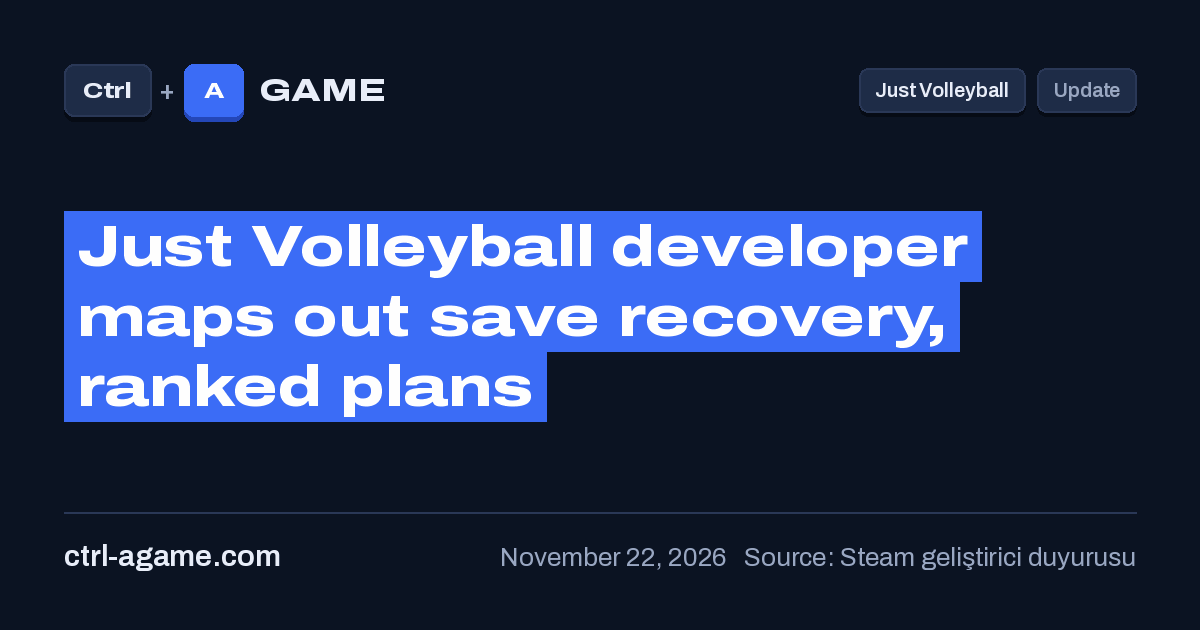 Ctrl + A GAME
Just Volleyball Update
Just Volleyball developer
maps out save recovery,
ranked plans
ctrl-agame.com November 22, 2026 Source: Steam geliştirici duyurusu